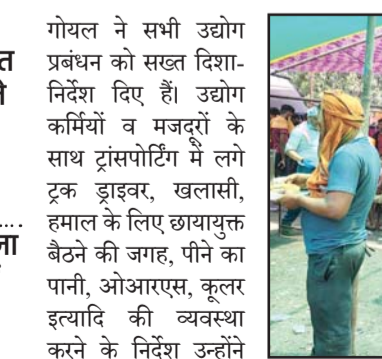 गोयल ने सभी उद्योग
प्रबंधन को सख्त दिशा-
निर्देश दिए हैं। उद्योग
कर्मियों व मजदूरों के
साथ ट्रांसपोर्टिंग में लगे
ट्रक ड्राइवर, खलासी,
हमाल के लिए छायायुक्त
बैठने की जगह, पीने का
पानी, ओआरएस, कूलर
इत्यादि की व्यवस्था
करने के निर्देश उन्होंने